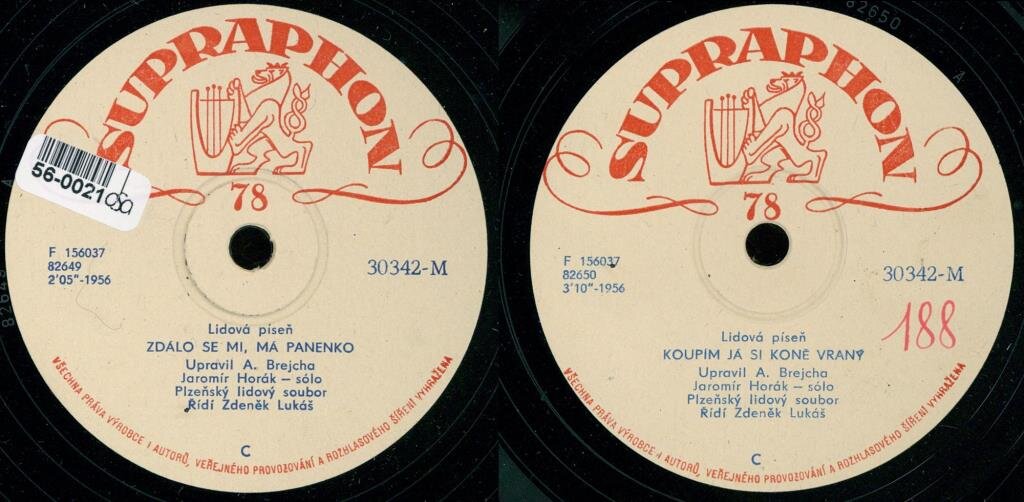 SUPRAPHON
78
56-0021
F 156037
82649
2'05"-1956
30342-M
Lidová píseň
ZDÁLO SE MI, MÁ PANENKO
Upravil A. Brejcha
Jaromír Horák — sólo
Plzeňský lidový soubor
Řídí Zdeněk Lukáš
C
VŠECHNA PRÁVA VÝROBCE I AUTORŮ, VEŘEJNÉHO PROVOZOVÁNÍ A ROZHLASOVÉHO ŠÍŘENÍ VYHRAŽENA
82650
A
SUPRAPHON
78
F 156037
82650
3'10"-1956
30342-M
188
Lidová píseň
KOUPÍM JÁ SI KONĚ VRANÝ
Upravil A. Brejcha
Jaromír Horák — sólo
Plzeňský lidový soubor
Řídí Zdeněk Lukáš
C
VŠECHNA PRÁVA VÝROBCE I AUTORŮ, VEŘEJNÉHO PROVOZOVÁNÍ A ROZHLASOVÉHO ŠÍŘENÍ VYHRAŽENA